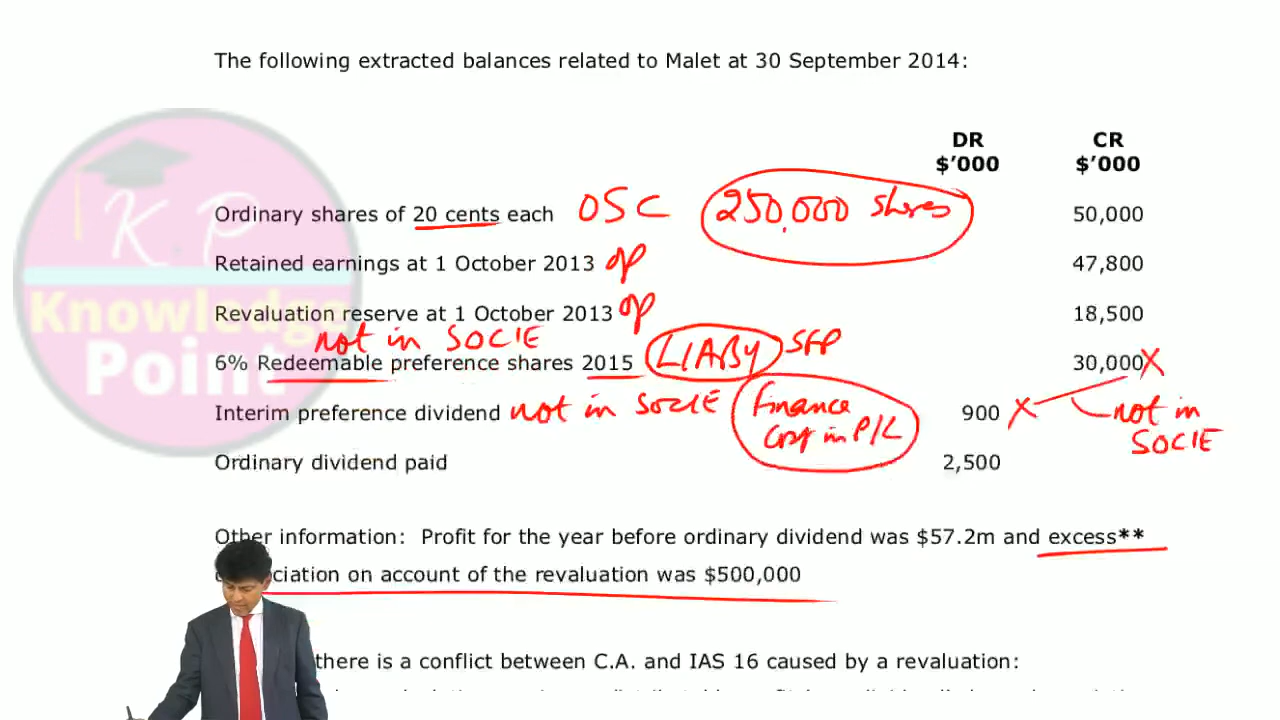 The following extracted balances related to Malet at 30 September 2014:
DR CR
$'000 $'000
Ordinary shares of 20 cents each OSC 250,000 shares 50,000
Retained earnings at 1 October 2013 op 47,800
Revaluation reserve at 1 October 2013 op 18,500
not in SOCIE
6% Redeemable preference shares 2015 LIABY SFP 30,000 X
Interim preference dividend not in SOCIE finance cost in P/L 900 X not in SOCIE
Ordinary dividend paid 2,500
Other information: Profit for the year before ordinary dividend was $57.2m and excess**
ciation on account of the revaluation was $500,000
there is a conflict between C.A. and IAS 16 caused by a revaluation:
K.P
Knowledge
Point